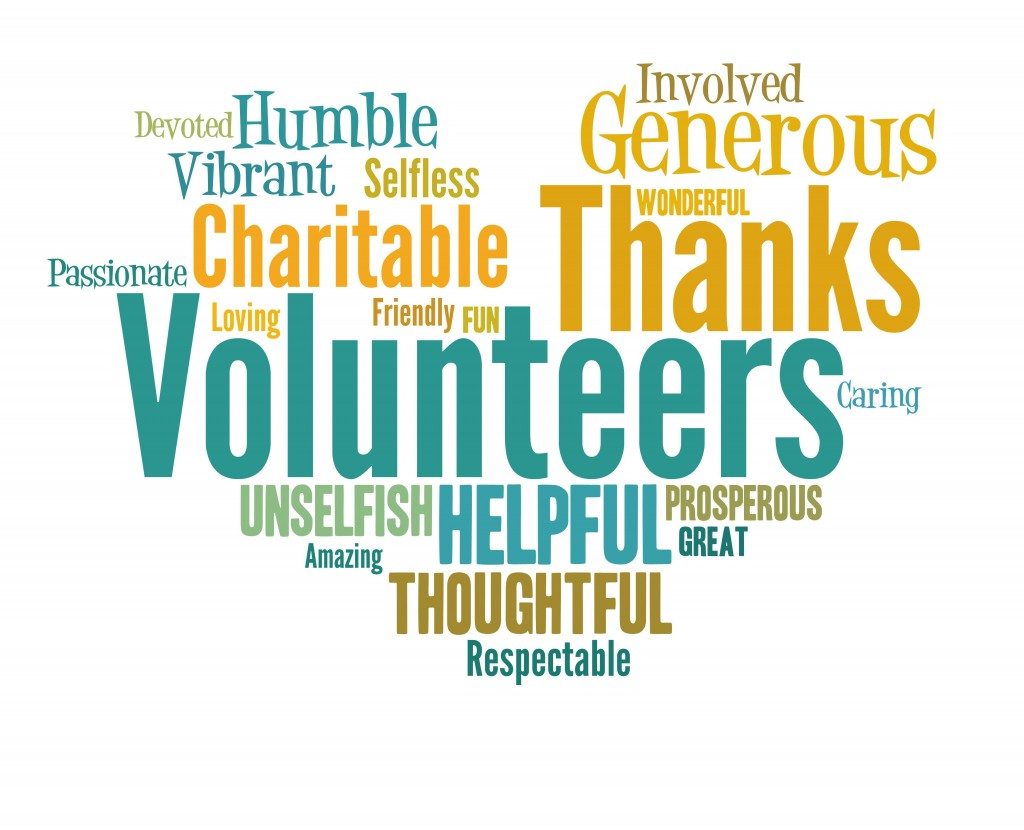 Involved
Devoted Humble Generous
Vibrant Selfless
WONDERFUL
Charitable Thanks
Passionate
Loving Friendly FUN
Volunteers
Caring
UNSELFISH HELPFUL PROSPEROUS
Amazing GREAT
THOUGHTFUL
Respectable